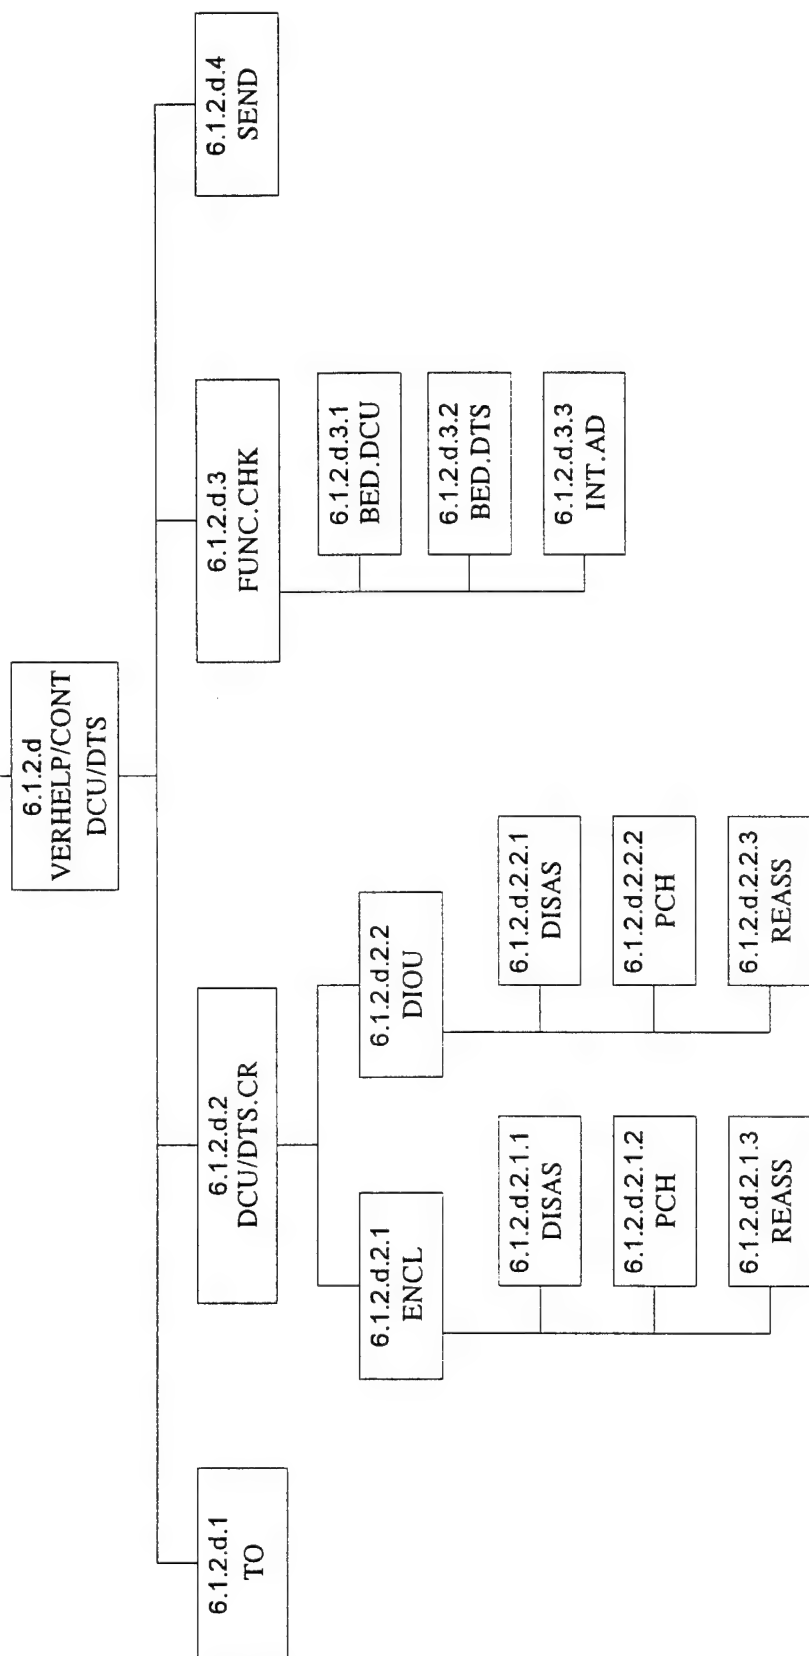 6.1.2.d
VERHELP/CONT
DCU/DTS
6.1.2.d.1
TO
6.1.2.d.2
DCU/DTS.CR
6.1.2.d.2.1
ENCL
6.1.2.d.2.1.1
DISAS
6.1.2.d.2.1.2
PCH
6.1.2.d.2.1.3
REASS
6.1.2.d.2.2
DIOU
6.1.2.d.2.2.1
DISAS
6.1.2.d.2.2.2
PCH
6.1.2.d.2.2.3
REASS
6.1.2.d.3
FUNC.CHK
6.1.2.d.3.1
BED.DCU
6.1.2.d.3.2
BED.DTS
6.1.2.d.3.3
INT.AD
6.1.2.d.4
SEND